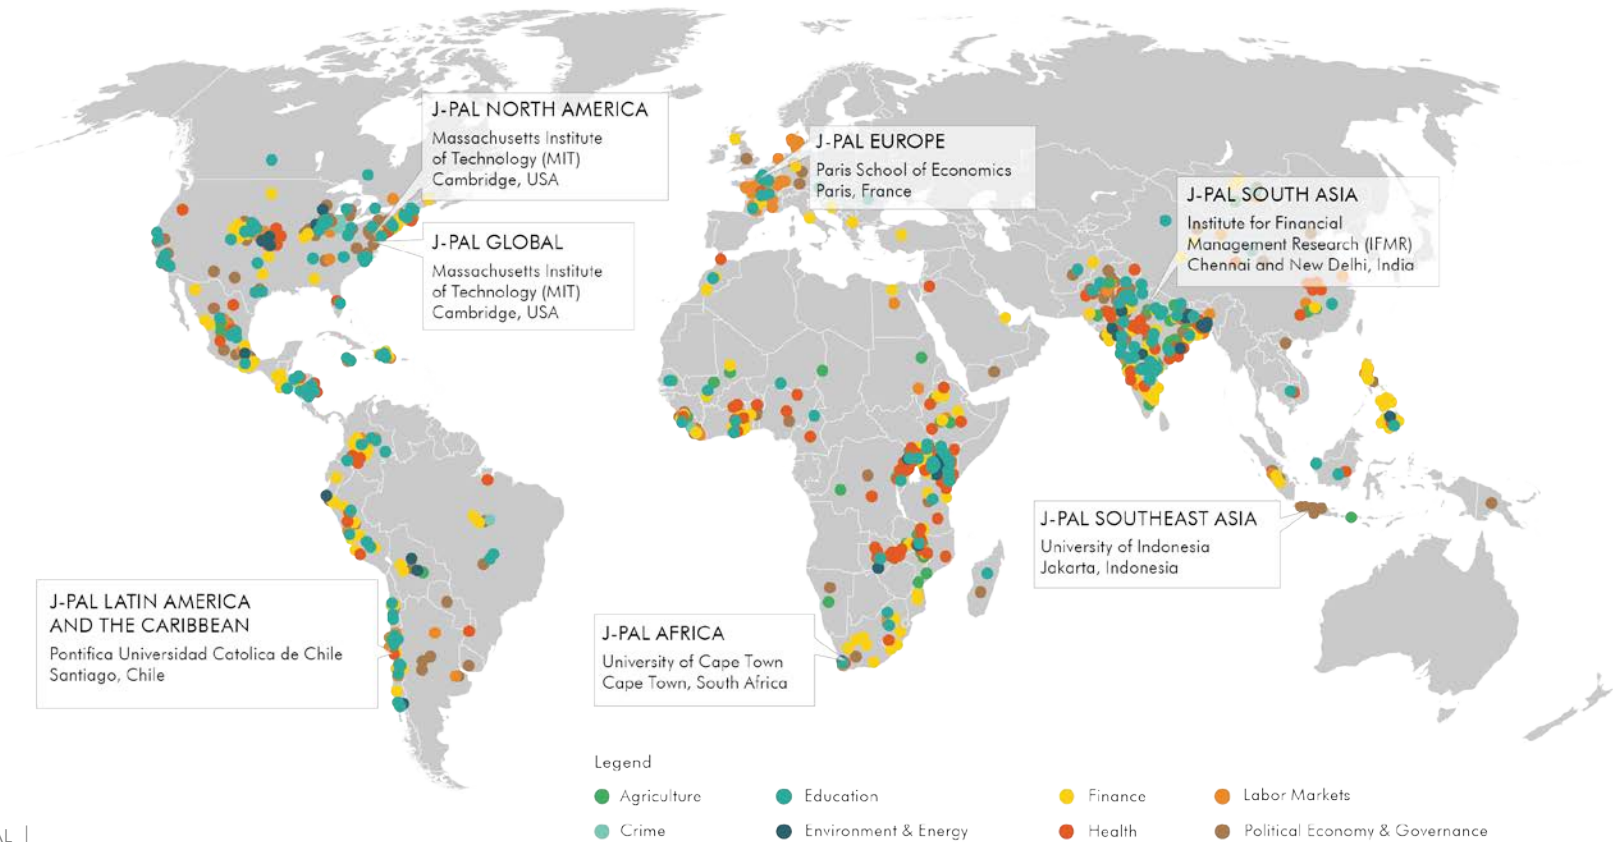 J-PAL NORTH AMERICA
Massachusetts Institute
of Technology (MIT)
Cambridge, USA
J-PAL EUROPE
Paris School of Economics
Paris, France
J-PAL SOUTH ASIA
Institute for Financial
Management Research (IFMR)
Chennai and New Delhi, India
J-PAL GLOBAL
Massachusetts Institute
of Technology (MIT)
Cambridge, USA
J-PAL SOUTHEAST ASIA
University of Indonesia
Jakarta, Indonesia
J-PAL LATIN AMERICA
AND THE CARIBBEAN
Pontifica Universidad Catolica de Chile
Santiago, Chile
J-PAL AFRICA
University of Cape Town
Cape Town, South Africa
Legend
Agriculture
Education
Finance
Labor Markets
AL |
Crime
Environment & Energy
Health
Political Economy & Governance